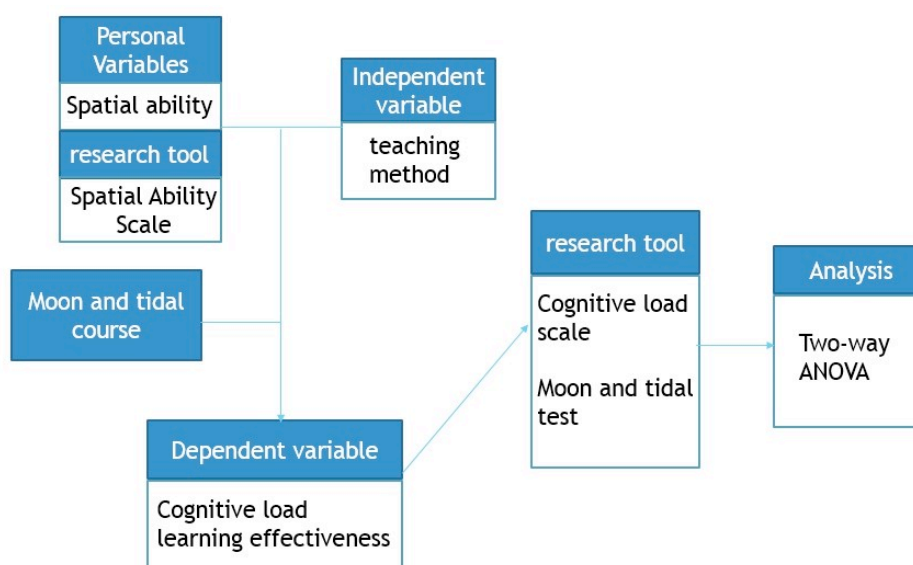 Personal
Variables
Spatial ability
research tool
Spatial Ability
Scale
Independent
variable
teaching
method
Moon and tidal
course
Dependent variable
Cognitive load
learning effectiveness
research tool
Cognitive load
scale
Moon and tidal
test
Analysis
Two-way
ANOVA